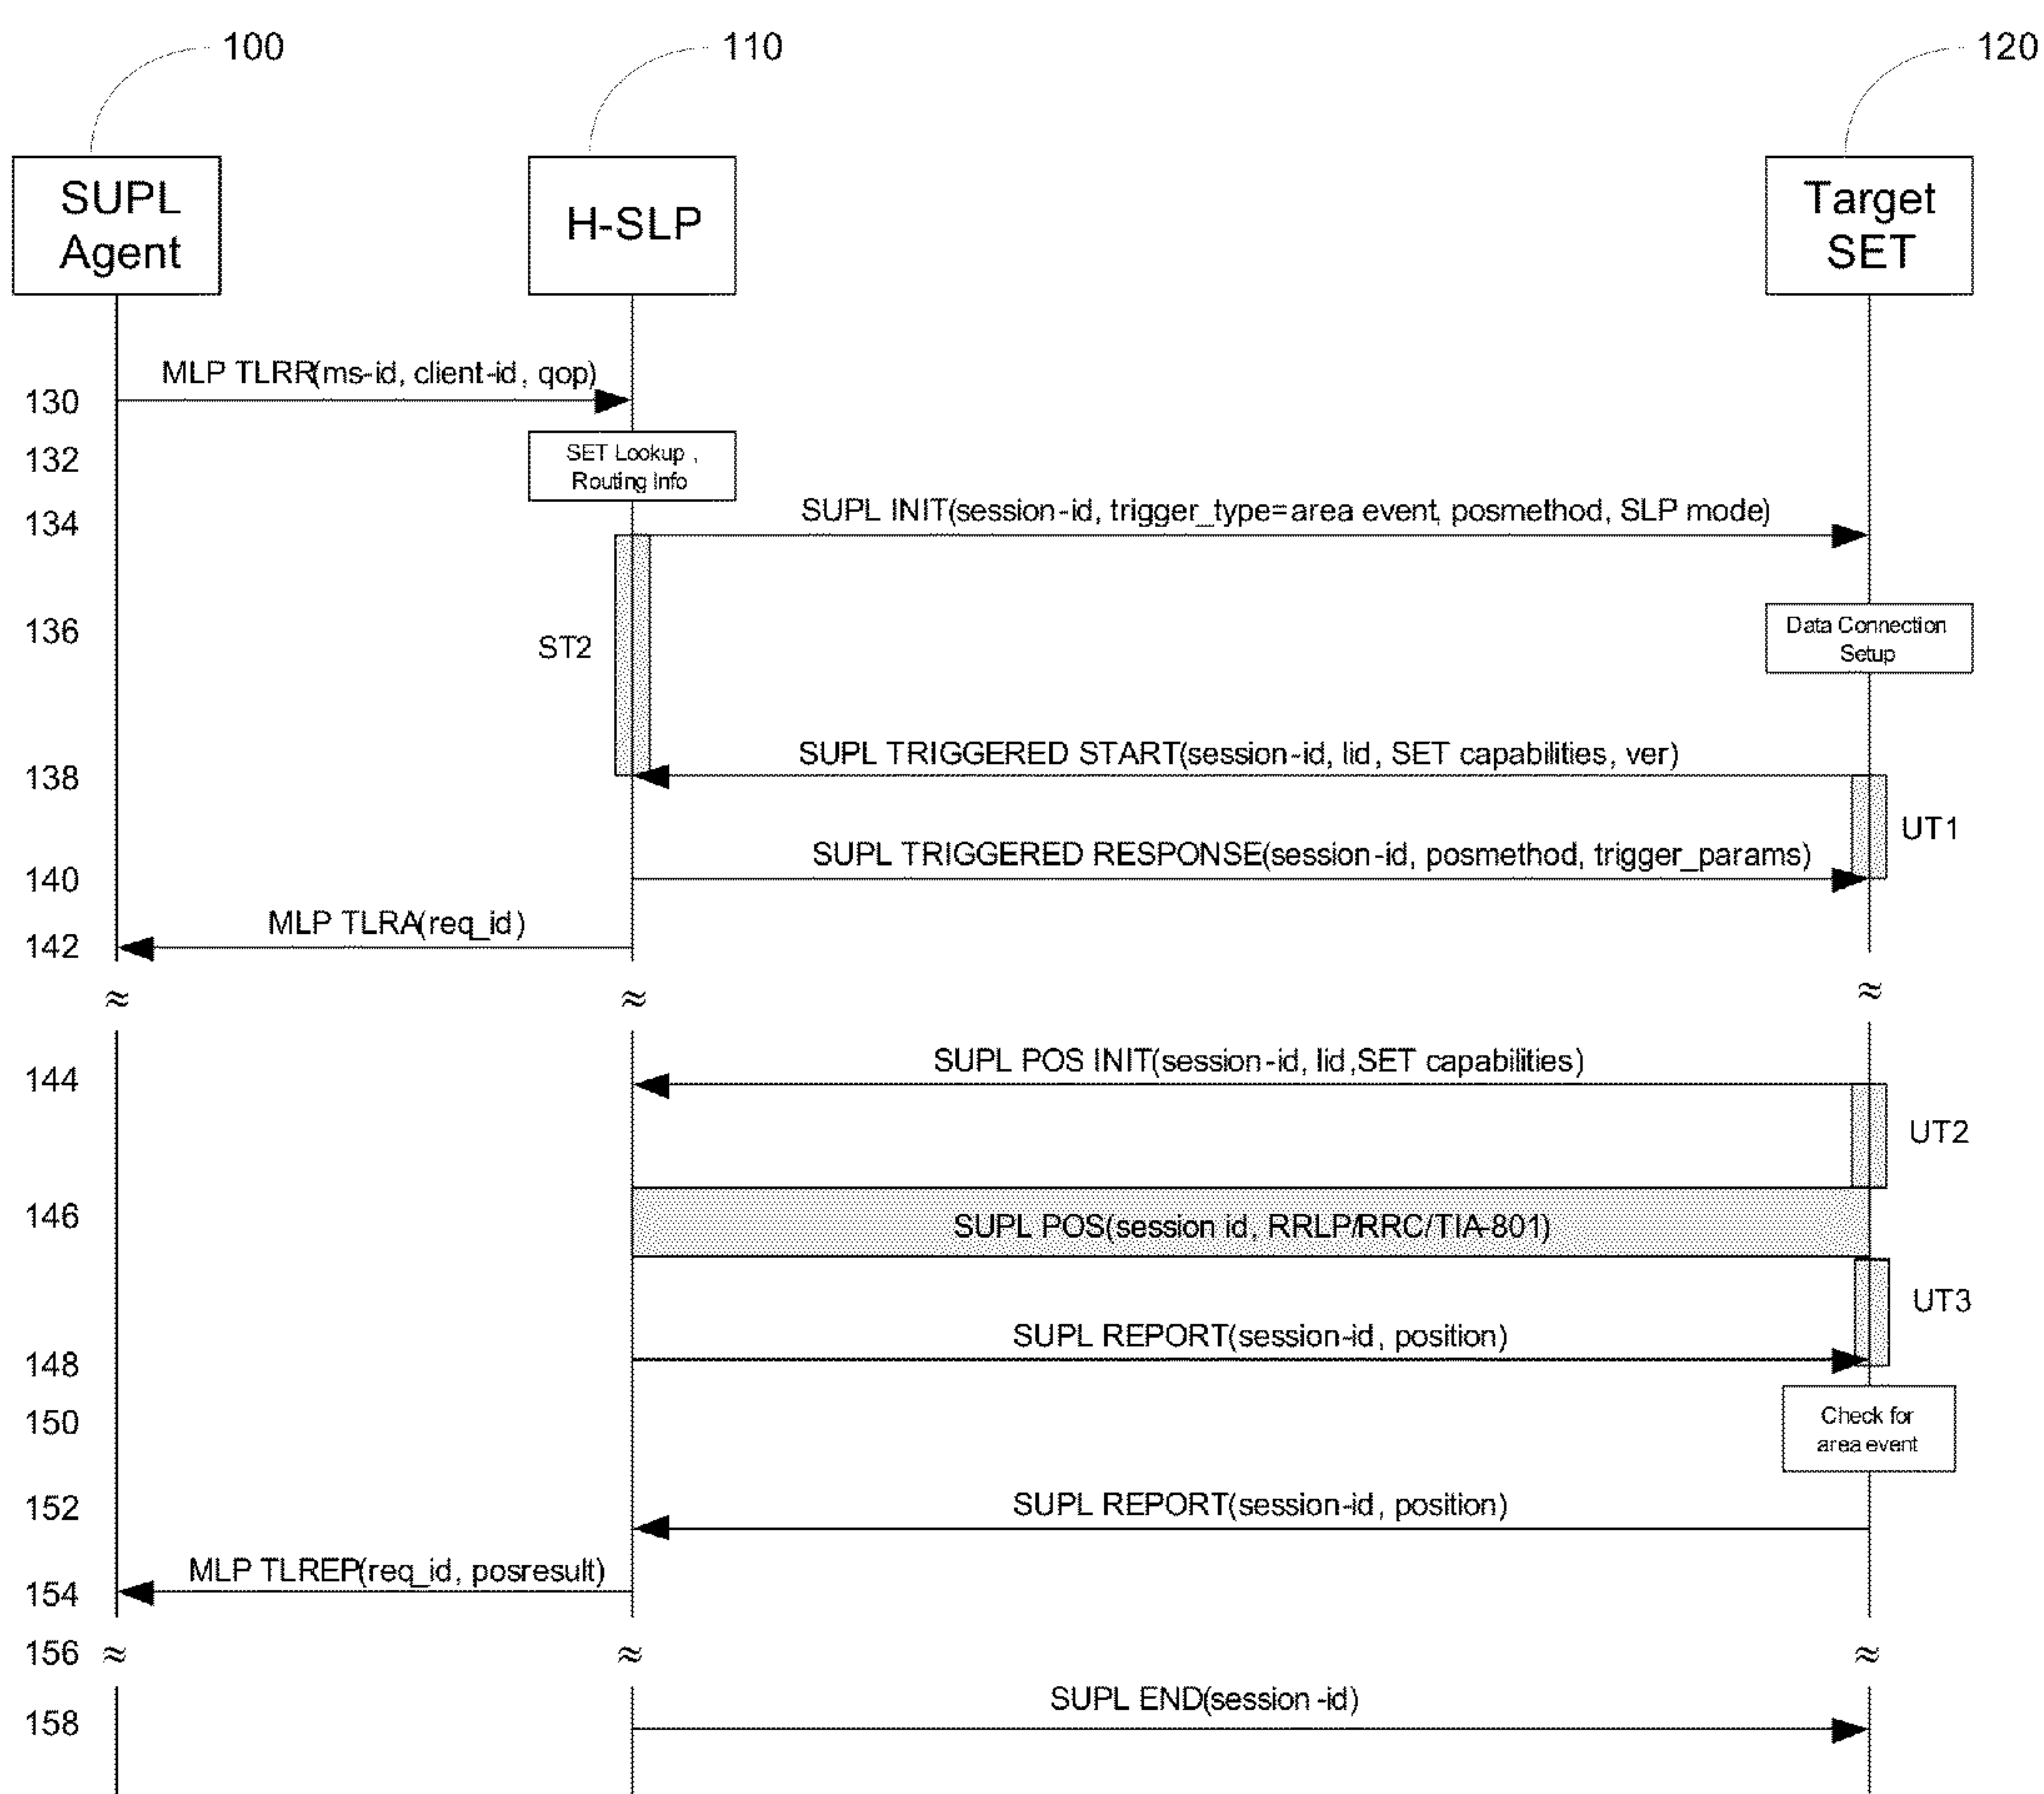 100
110
120
SUPL
Agent
H-SLP
Target
SET
MLP TLRR(ms-id, client-id, qop)
130
132
SET Lookup ,
Routing Info
134
SUPL INIT(session-id, trigger_type=area event, posmethod, SLP mode)
136
ST2
Data Connection
Setup
SUPL TRIGGERED START(session-id, lid, SET capabilities, ver)
138
UT1
SUPL TRIGGERED RESPONSE(session-id, posmethod, trigger_params)
140
MLP TLRA(req_id)
142
≈ ≈ ≈
SUPL POS INIT(session-id, lid,SET capabilities)
144
UT2
146
SUPL POS(session id, RRLP/RRC/TIA-801)
UT3
SUPL REPORT(session-id, position)
148
150
Check for
area event
152
SUPL REPORT(session-id, position)
MLP TLREP(req_id, posresult)
154
156 ≈ ≈ ≈
SUPL END(session-id)
158